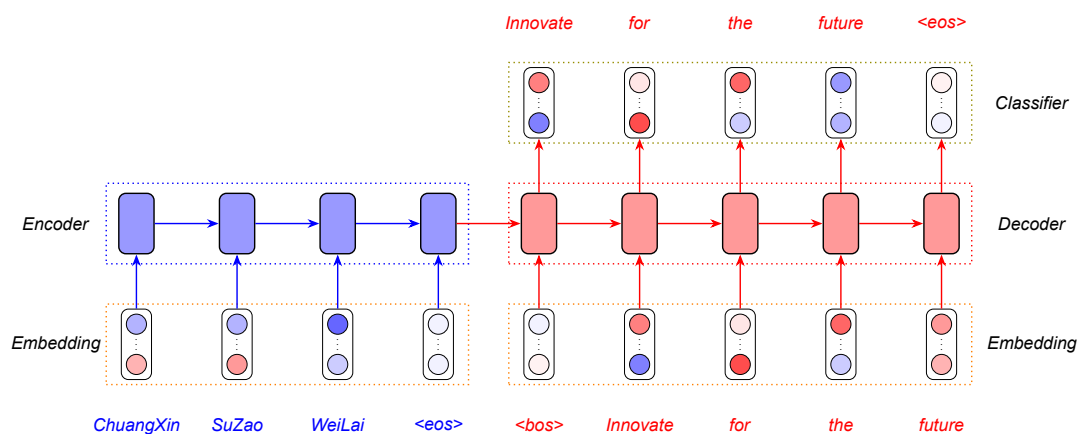 Innovate for the future <eos>
Classifier
Encoder
Decoder
Embedding
Embedding
ChuangXin SuZao WeiLai <eos> <bos> Innovate for the future